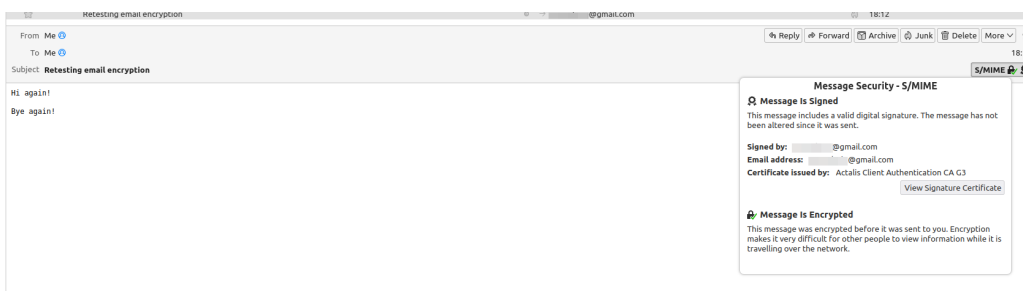 Retesting email encryption @gmail.com 18:12
From Me Reply Forward Archive Junk Delete More
To Me 18:
Subject Retesting email encryption S/MIME
Hi again!
Bye again!
Message Security - S/MIME
Message Is Signed
This message includes a valid digital signature. The message has not
been altered since it was sent.
Signed by: @gmail.com
Email address: @gmail.com
Certificate issued by: Actalis Client Authentication CA G3
View Signature Certificate
Message Is Encrypted
This message was encrypted before it was sent to you. Encryption
makes it very difficult for other people to view information while it is
travelling over the network.